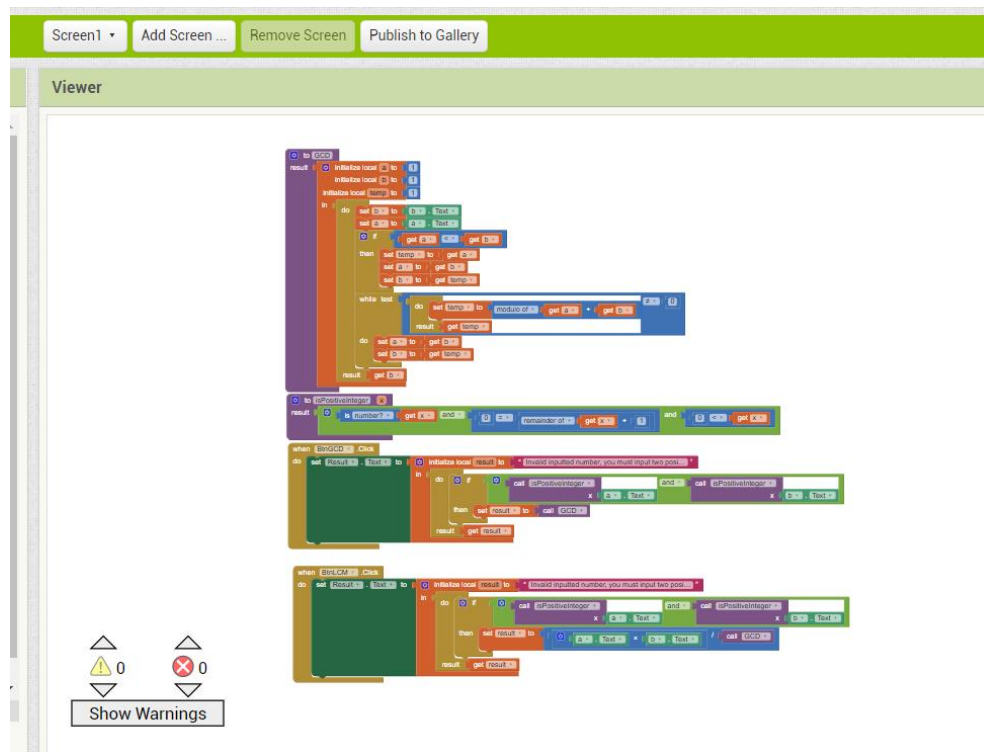 Screen1 Add Screen ... Remove Screen Publish to Gallery
Viewer
to GCD
result initialize local a to 1
initialize local b to 1
initialize local temp to 1
in do set b to b . Text
set a to a . Text
if get a < get b
then set temp to get a
set a to get b
set b to get temp
while test do set temp to modulo of get a ÷ get b ≠ 0
result get temp
do set a to get b
set b to get temp
result get b
to isPositiveInteger x
result is number? get x and 0 = remainder of get x ÷ 1 and 0 < get x
when BtnGCD .Click
do set Result . Text to initialize local result to " Invalid inputted number, you must input two posi... "
in do if call isPositiveInteger and call isPositiveInteger
x a . Text x b . Text
then set result to call GCD
result get result
when BtnLCM .Click
do set Result . Text to initialize local result to " Invalid inputted number, you must input two posi... "
in do if call isPositiveInteger and call isPositiveInteger
x a . Text x b . Text
then set result to a . Text × b . Text / call GCD
result get result
0 0
Show Warnings